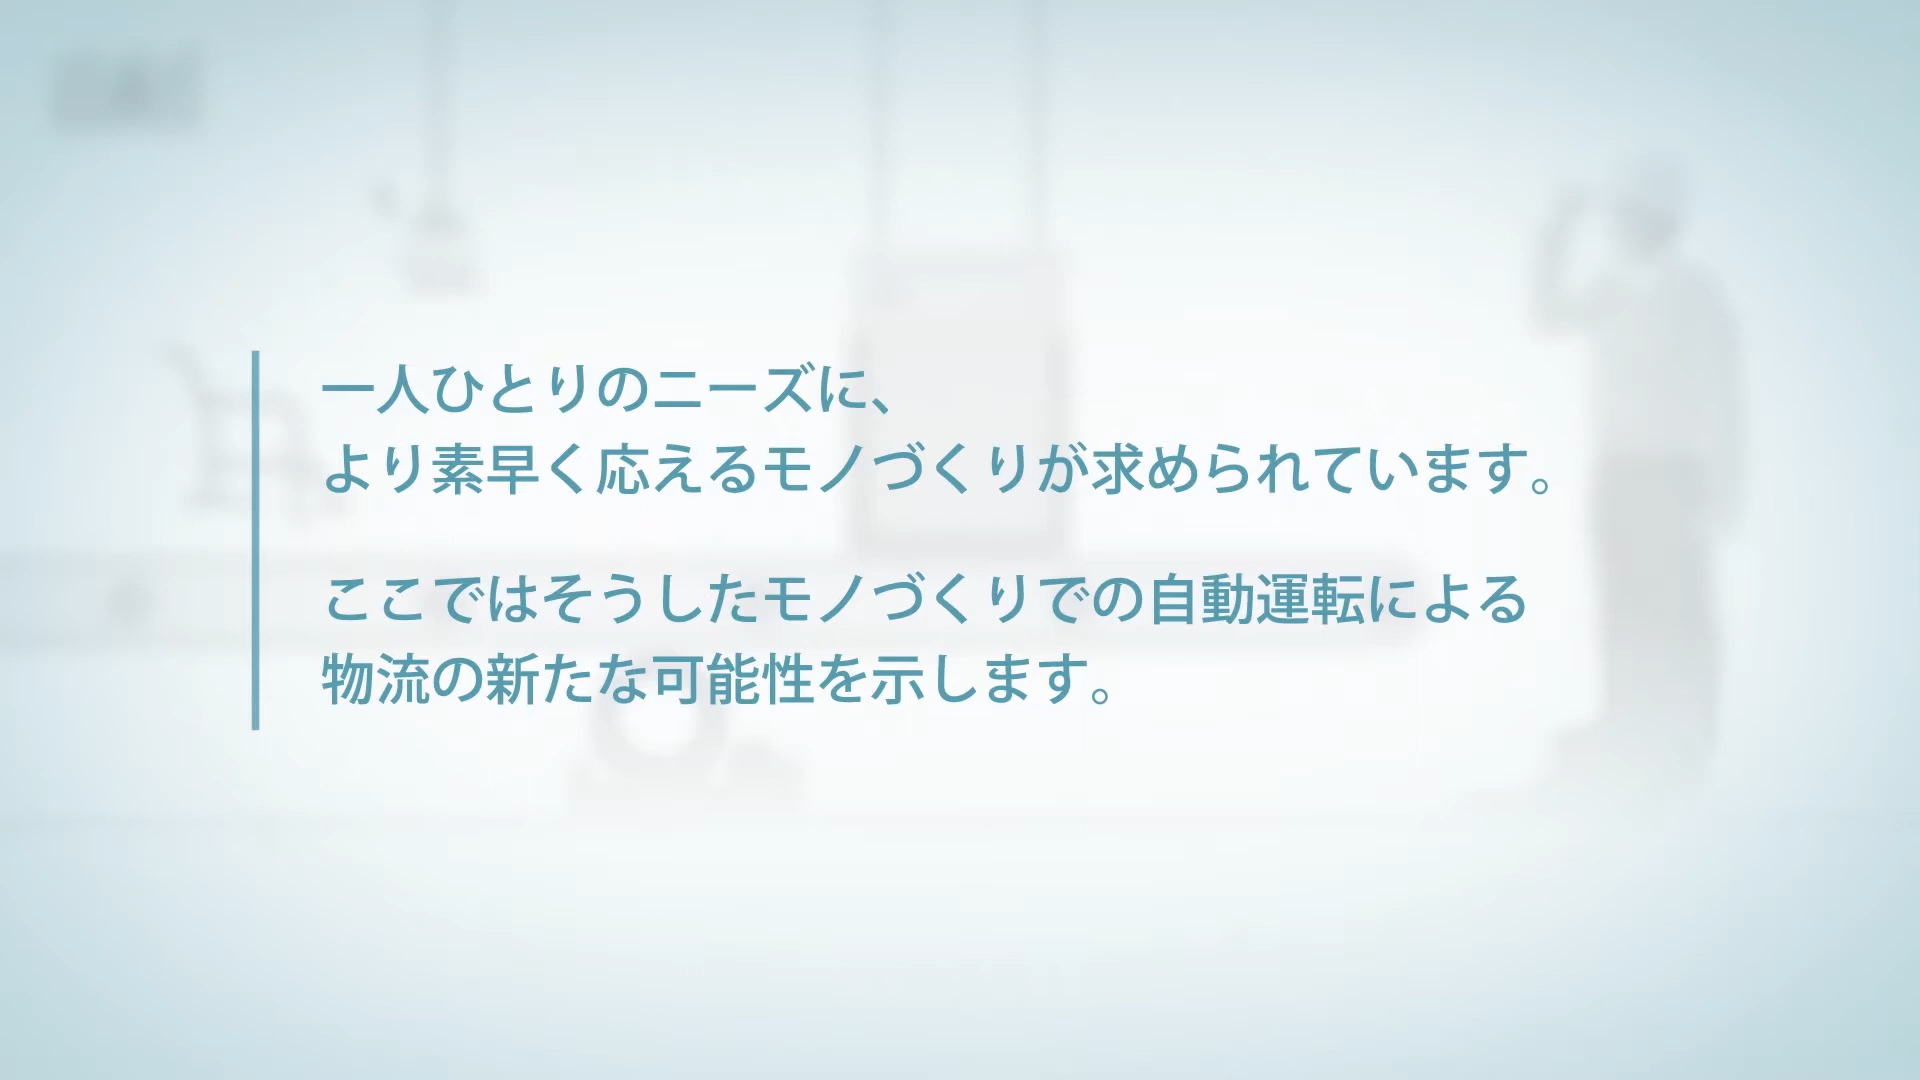 一人ひとりのニーズに、
より素早く応えるモノづくりが求められています。
ここではそうしたモノづくりでの自動運転による
物流の新たな可能性を示します。